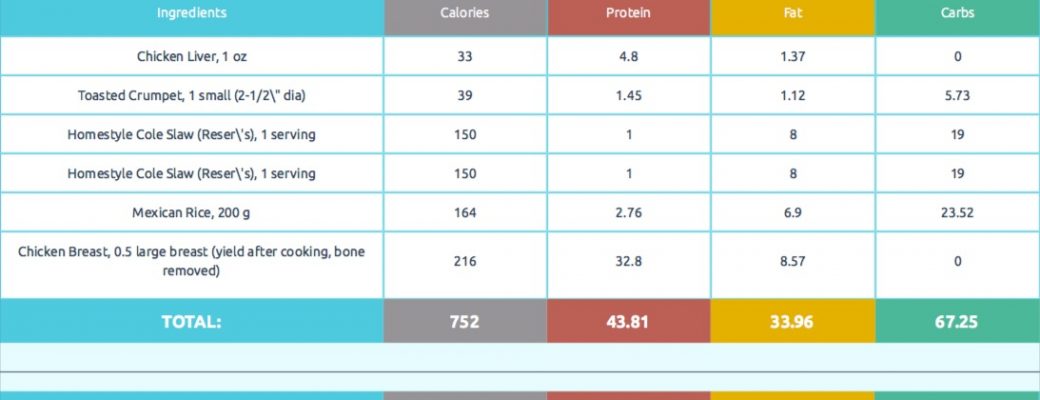 Ingredients Calories Protein Fat Carbs
Chicken Liver, 1 oz 33 4.8 1.37 0
Toasted Crumpet, 1 small (2-1/2\" dia) 39 1.45 1.12 5.73
Homestyle Cole Slaw (Reser\'s), 1 serving 150 1 8 19
Homestyle Cole Slaw (Reser\'s), 1 serving 150 1 8 19
Mexican Rice, 200 g 164 2.76 6.9 23.52
Chicken Breast, 0.5 large breast (yield after cooking, bone
removed) 216 32.8 8.57 0
TOTAL: 752 43.81 33.96 67.25